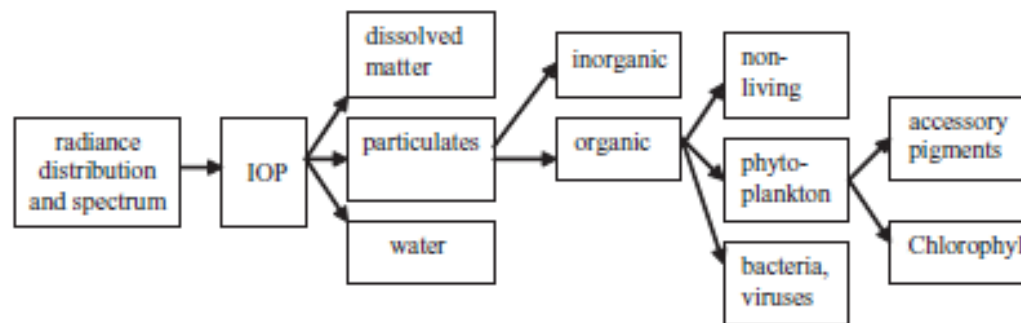 radiance
distribution
and spectrum
IOP
dissolved
matter
particulates
water
inorganic
organic
non-
living
phyto-
plankton
bacteria,
viruses
accessory
pigments
Chlorophyl